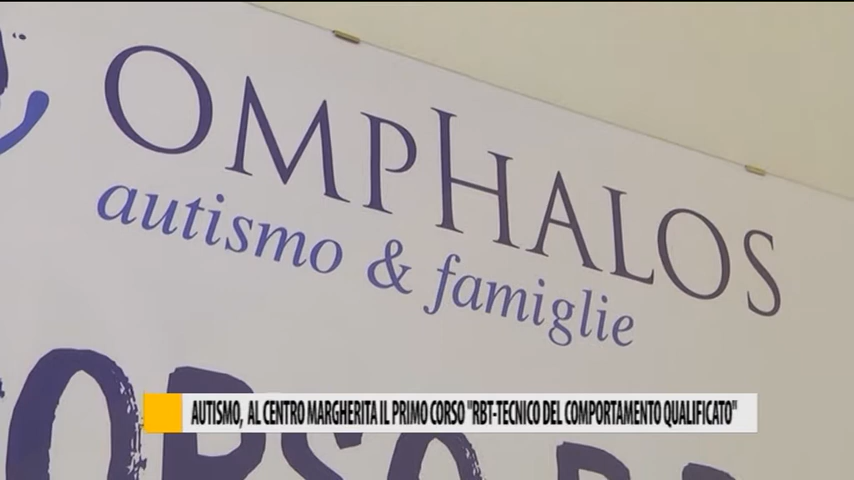 OMPHALOS
autismo & famiglie
AUTISMO, AL CENTRO MARGHERITA IL PRIMO CORSO "RBT-TECNICO DEL COMPORTAMENTO QUALIFICATO"